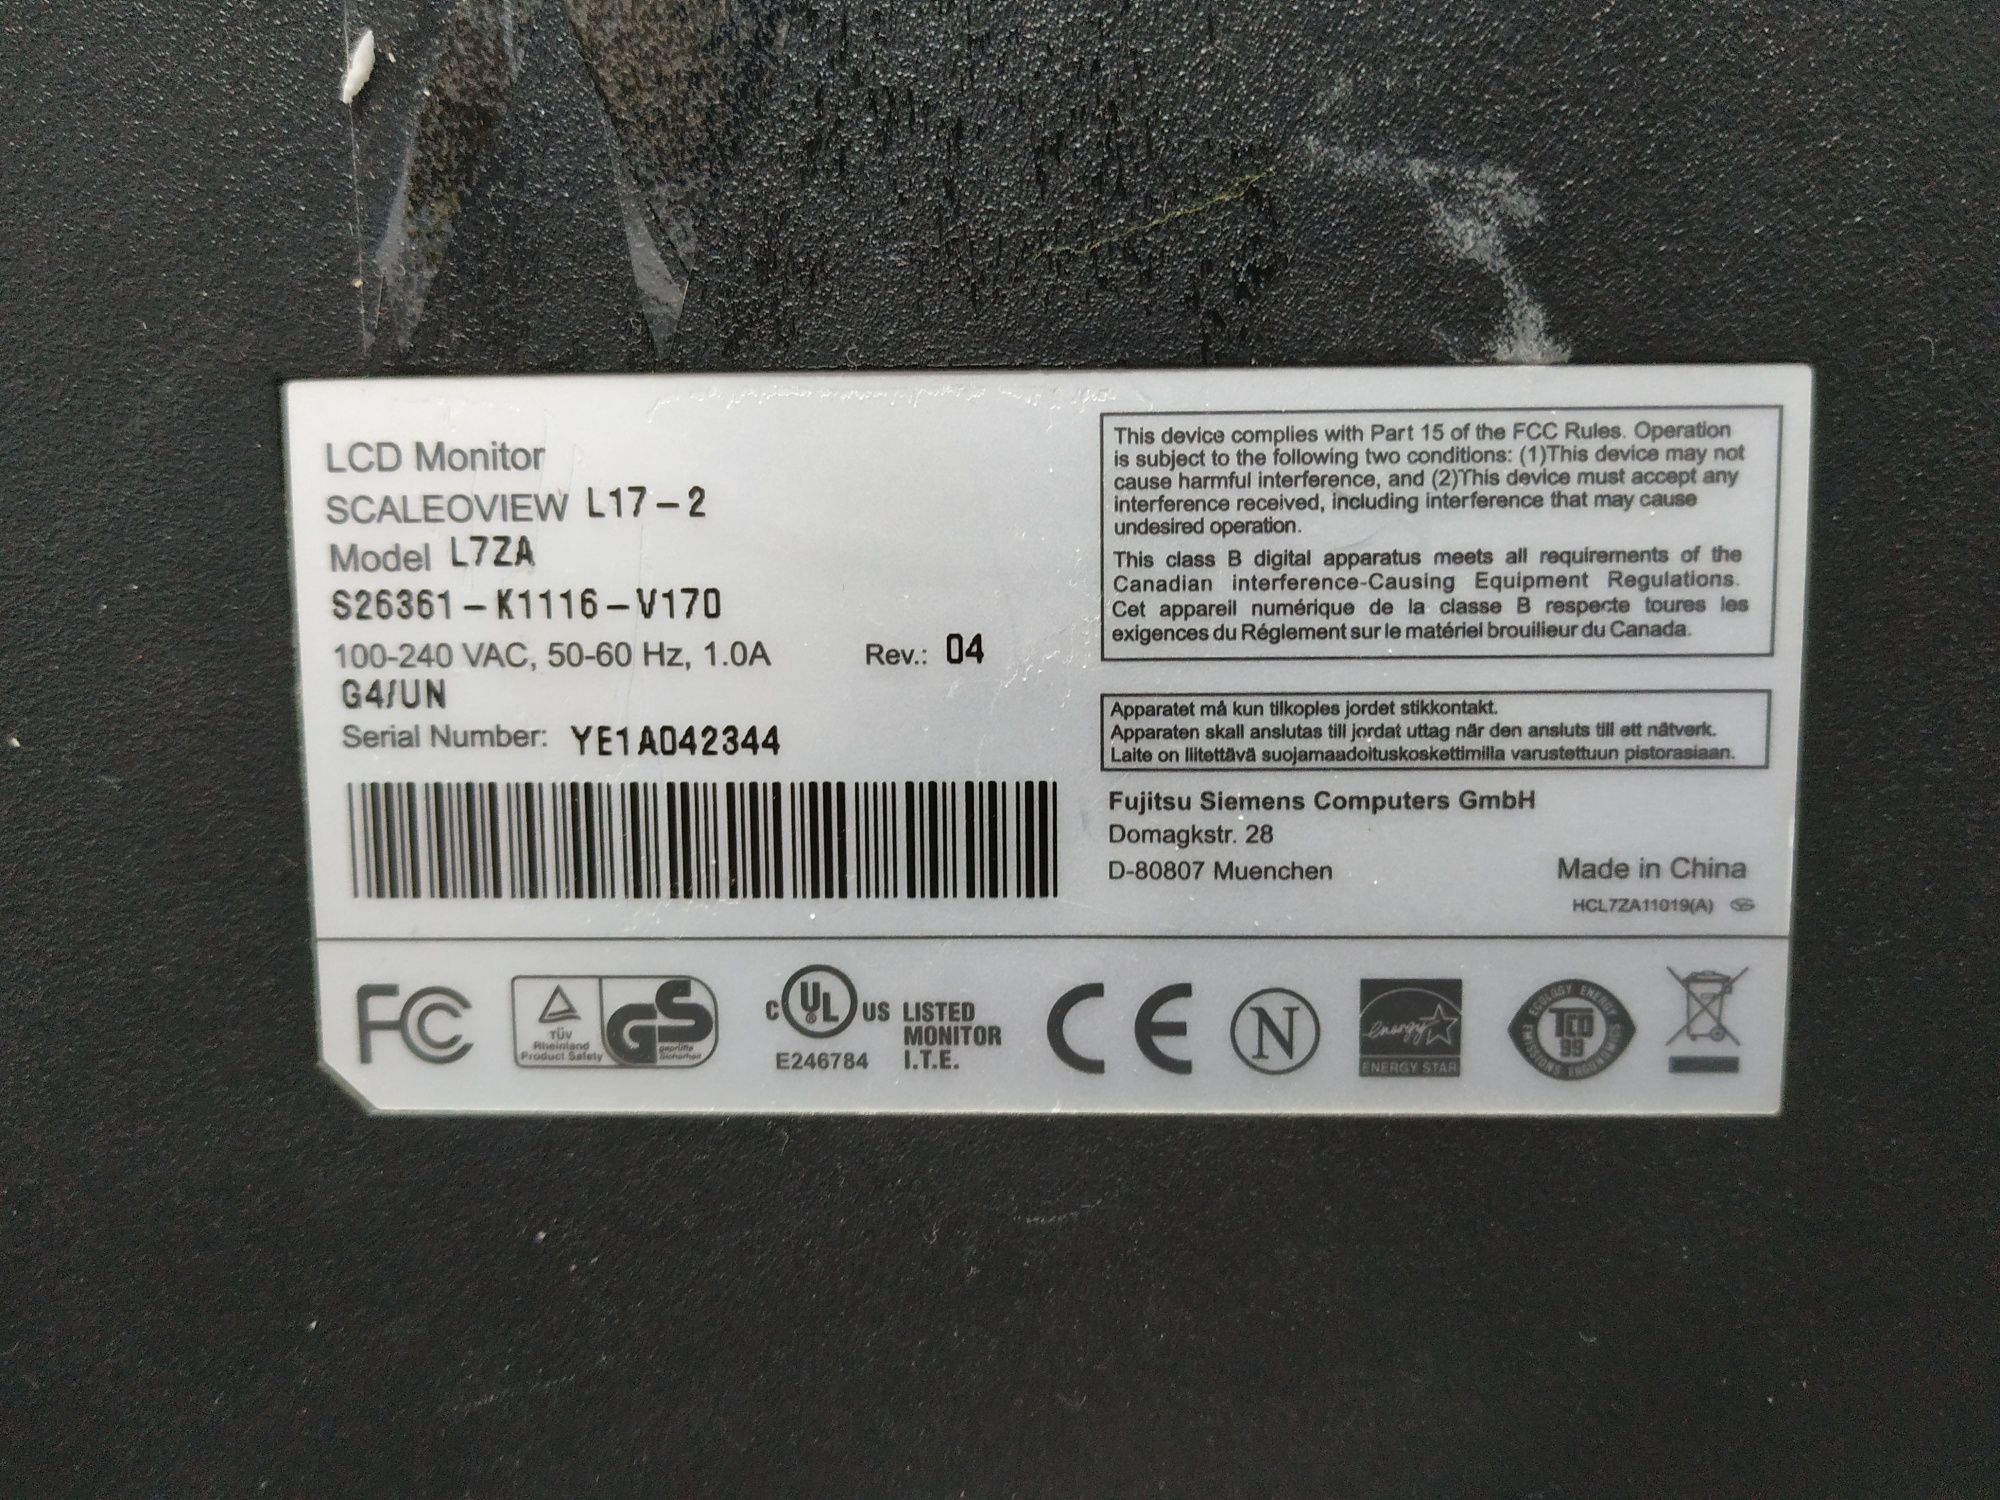 LCD Monitor
SCALEOVIEW L17-2
Model L7ZA
S26361-K1116-V170
100-240 VAC, 50-60 Hz, 1.0A Rev.: 04
G4/UN
Serial Number: YE1A042344
This device complies with Part 15 of the FCC Rules. Operation
is subject to the following two conditions: (1)This device may not
cause harmful interference, and (2)This device must accept any
interference received, including interference that may cause
undesired operation.
This class B digital apparatus meets all requirements of the
Canadian interference-Causing Equipment Regulations.
Cet appareil numérique de la classe B respecte toures les
exigences du Réglement sur le matériel brouilieur du Canada.
Apparatet må kun tilkoples jordet stikkontakt.
Apparaten skall anslutas till jordat uttag när den ansluts till ett nätverk.
Laite on liitettävä suojamaadoituskoskettimilla varustettuun pistorasiaan.
Fujitsu Siemens Computers GmbH
Domagkstr. 28
D-80807 Muenchen
Made in China
HCL7ZA11019(A)
FC
TÜV
Rheinland
Product Safety
GS
geprüfte
Sicherheit
C UL US LISTED
MONITOR
I.T.E.
E246784
CE
N
energy
ENERGY STAR
ECOLOGY ENERGY
TCO
99
EMISSIONS ERGONOMICS